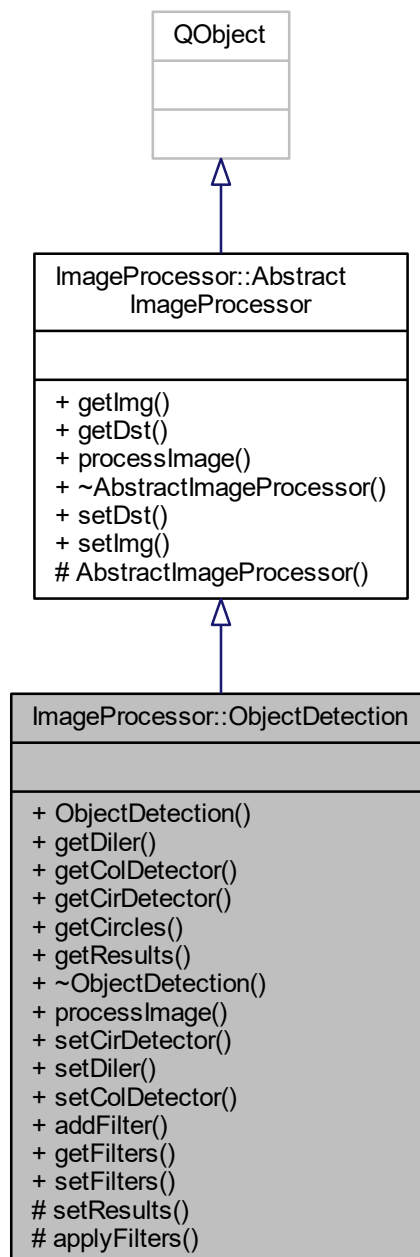 QObject
ImageProcessor::Abstract
ImageProcessor
+ getImg()
+ getDst()
+ processImage()
+ ~AbstractImageProcessor()
+ setDst()
+ setImg()
# AbstractImageProcessor()
ImageProcessor::ObjectDetection
+ ObjectDetection()
+ getDiler()
+ getColDetector()
+ getCirDetector()
+ getCircles()
+ getResults()
+ ~ObjectDetection()
+ processImage()
+ setCirDetector()
+ setDiler()
+ setColDetector()
+ addFilter()
+ getFilters()
+ setFilters()
# setResults()
# applyFilters()